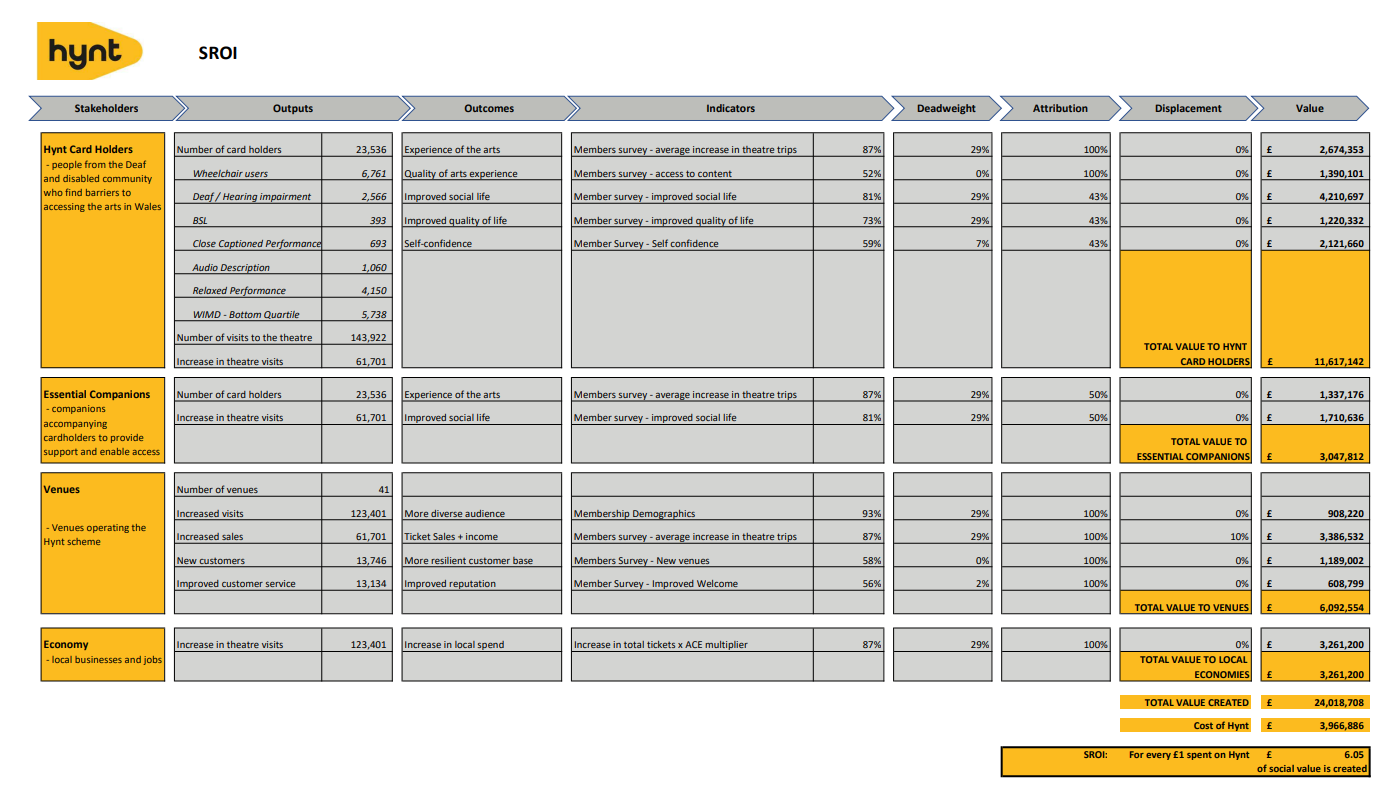 hynt
SROI
Stakeholders Outputs Outcomes Indicators Deadweight Attribution Displacement Value
Hynt Card Holders
- people from the Deaf
and disabled community
who find barriers to
accessing the arts in Wales
Number of card holders 23,536 Experience of the arts Members survey - average increase in theatre trips 87% 29% 100% 0% £ 2,674,353
Wheelchair users 6,761 Quality of arts experience Members survey - access to content 52% 0% 100% 0% £ 1,390,101
Deaf / Hearing impairment 2,566 Improved social life Member survey - improved social life 81% 29% 43% 0% £ 4,210,697
BSL 393 Improved quality of life Member survey - improved quality of life 73% 29% 43% 0% £ 1,220,332
Close Captioned Performance 693 Self-confidence Member Survey - Self confidence 59% 7% 43% 0% £ 2,121,660
Audio Description 1,060
Relaxed Performance 4,150
WIMD - Bottom Quartile 5,738
Number of visits to the theatre 143,922
Increase in theatre visits 61,701
TOTAL VALUE TO HYNT
CARD HOLDERS £ 11,617,142
Essential Companions
- companions
accompanying
cardholders to provide
support and enable access
Number of card holders 23,536 Experience of the arts Members survey - average increase in theatre trips 87% 29% 50% 0% £ 1,337,176
Increase in theatre visits 61,701 Improved social life Member survey - improved social life 81% 29% 50% 0% £ 1,710,636
TOTAL VALUE TO
ESSENTIAL COMPANIONS £ 3,047,812
Venues
- Venues operating the
Hynt scheme
Number of venues 41
Increased visits 123,401 More diverse audience Membership Demographics 93% 29% 100% 0% £ 908,220
Increased sales 61,701 Ticket Sales + income Members survey - average increase in theatre trips 87% 29% 100% 10% £ 3,386,532
New customers 13,746 More resilient customer base Members Survey - New venues 58% 0% 100% 0% £ 1,189,002
Improved customer service 13,134 Improved reputation Member Survey - Improved Welcome 56% 2% 100% 0% £ 608,799
TOTAL VALUE TO VENUES £ 6,092,554
Economy
- local businesses and jobs
Increase in theatre visits 123,401 Increase in local spend Increase in total tickets x ACE multiplier 87% 29% 100% 0% £ 3,261,200
TOTAL VALUE TO LOCAL
ECONOMIES £ 3,261,200
TOTAL VALUE CREATED £ 24,018,708
Cost of Hynt £ 3,966,886
SROI: For every £1 spent on Hynt £ 6.05
of social value is created